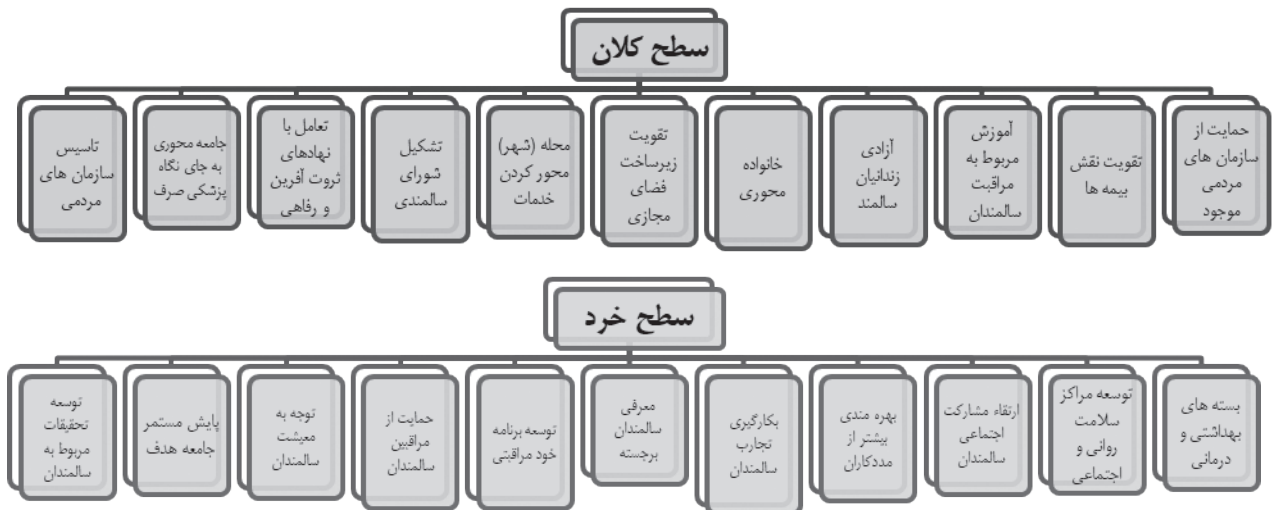 سطح کلان
حمایت از
سازمان های
مردمی
موجود
تقویت نقش
بیمه ها
آموزش
مربوط به
مراقبت
سالمندان
آزادی
زندانیان
سالمند
خانواده
محوری
تقویت
زیرساخت
فضای
مجازی
محله (شهر)
محور کردن
خدمات
تشکیل
شورای
سالمندی
تعامل با
نهادهای
ثروت آفرین
و رفاهی
جامعه محوری
به جای نگاه
پزشکی صرف
تاسیس
سازمان های
مردمی
سطح خرد
بسته های
بهداشتی و
درمانی
توسعه مراکز
سلامت
روانی و
اجتماعی
ارتقاء مشارکت
اجتماعی
سالمندان
بهره مندی
بیشتر از
مددکاران
بکارگیری
تجارب
سالمندان
معرفی
سالمندان
برجسته
توسعه برنامه
خود مراقبتی
حمایت از
مراقبین
سالمندان
توجه به
معیشت
سالمندان
پایش مستمر
جامعه هدف
توسعه
تحقیقات
مربوط به
سالمندان